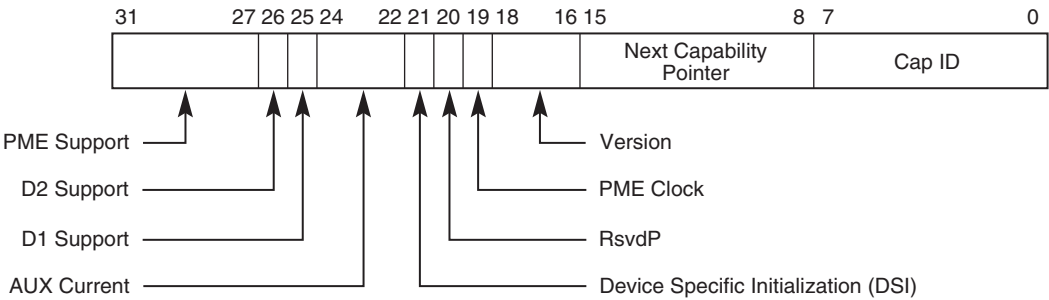 31 27 26 25 24 22 21 20 19 18 16 15 8 7 0
Next Capability
Pointer
Cap ID
PME Support
Version
D2 Support
PME Clock
D1 Support
RsvdP
AUX Current
Device Specific Initialization (DSI)